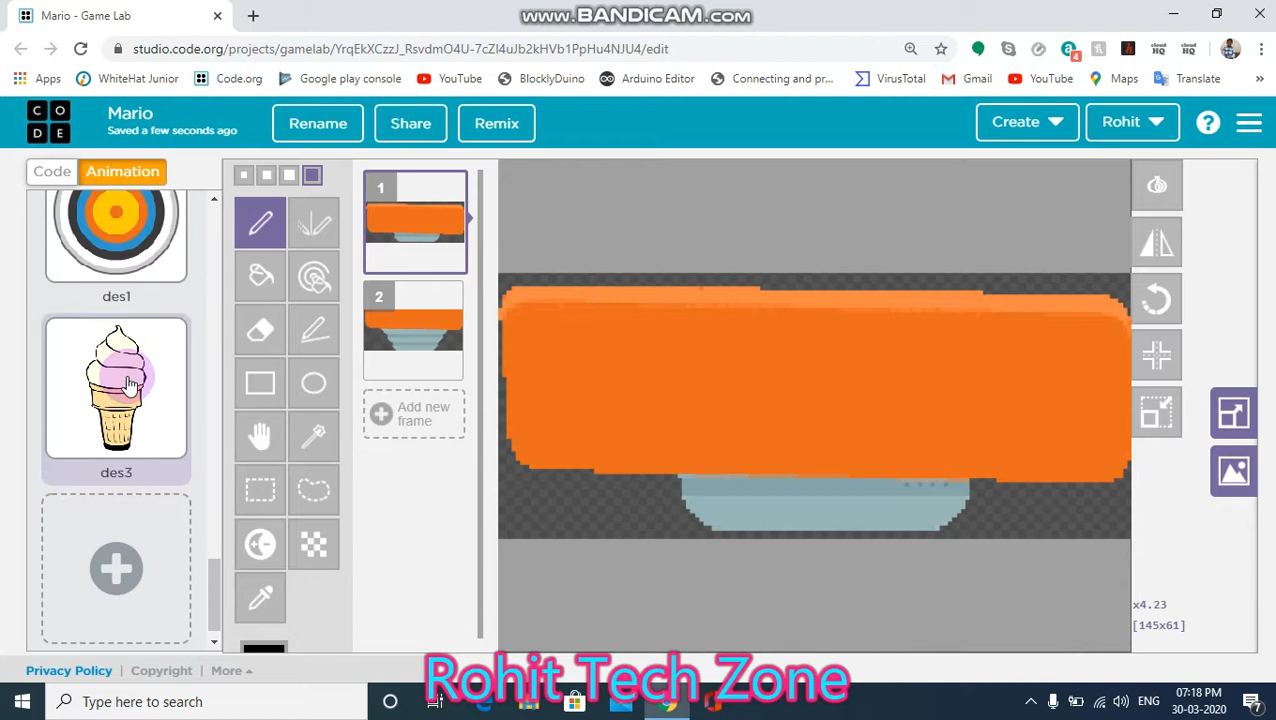 Mario - Game Lab
www.BANDICAM.com
studio.code.org/projects/gamelab/YrqEkXCzzJ_RsvdmO4U-7cZl4uJb2kHVb1PpHu4NJU4/edit
Apps
WhiteHat Junior
Code.org
Google play console
YouTube
BlocklyDuino
Arduino Editor
Connecting and pr...
VirusTotal
Gmail
YouTube
Maps
Translate
C O
D E
Mario
Saved a few seconds ago
Rename
Share
Remix
Create
Rohit
Code
Animation
des1
des3
1
2
Add new
frame
x4.23
[145x61]
Privacy Policy
Copyright
More
Rohit Tech Zone
Type here to search
ENG
07:18 PM
30-03-2020